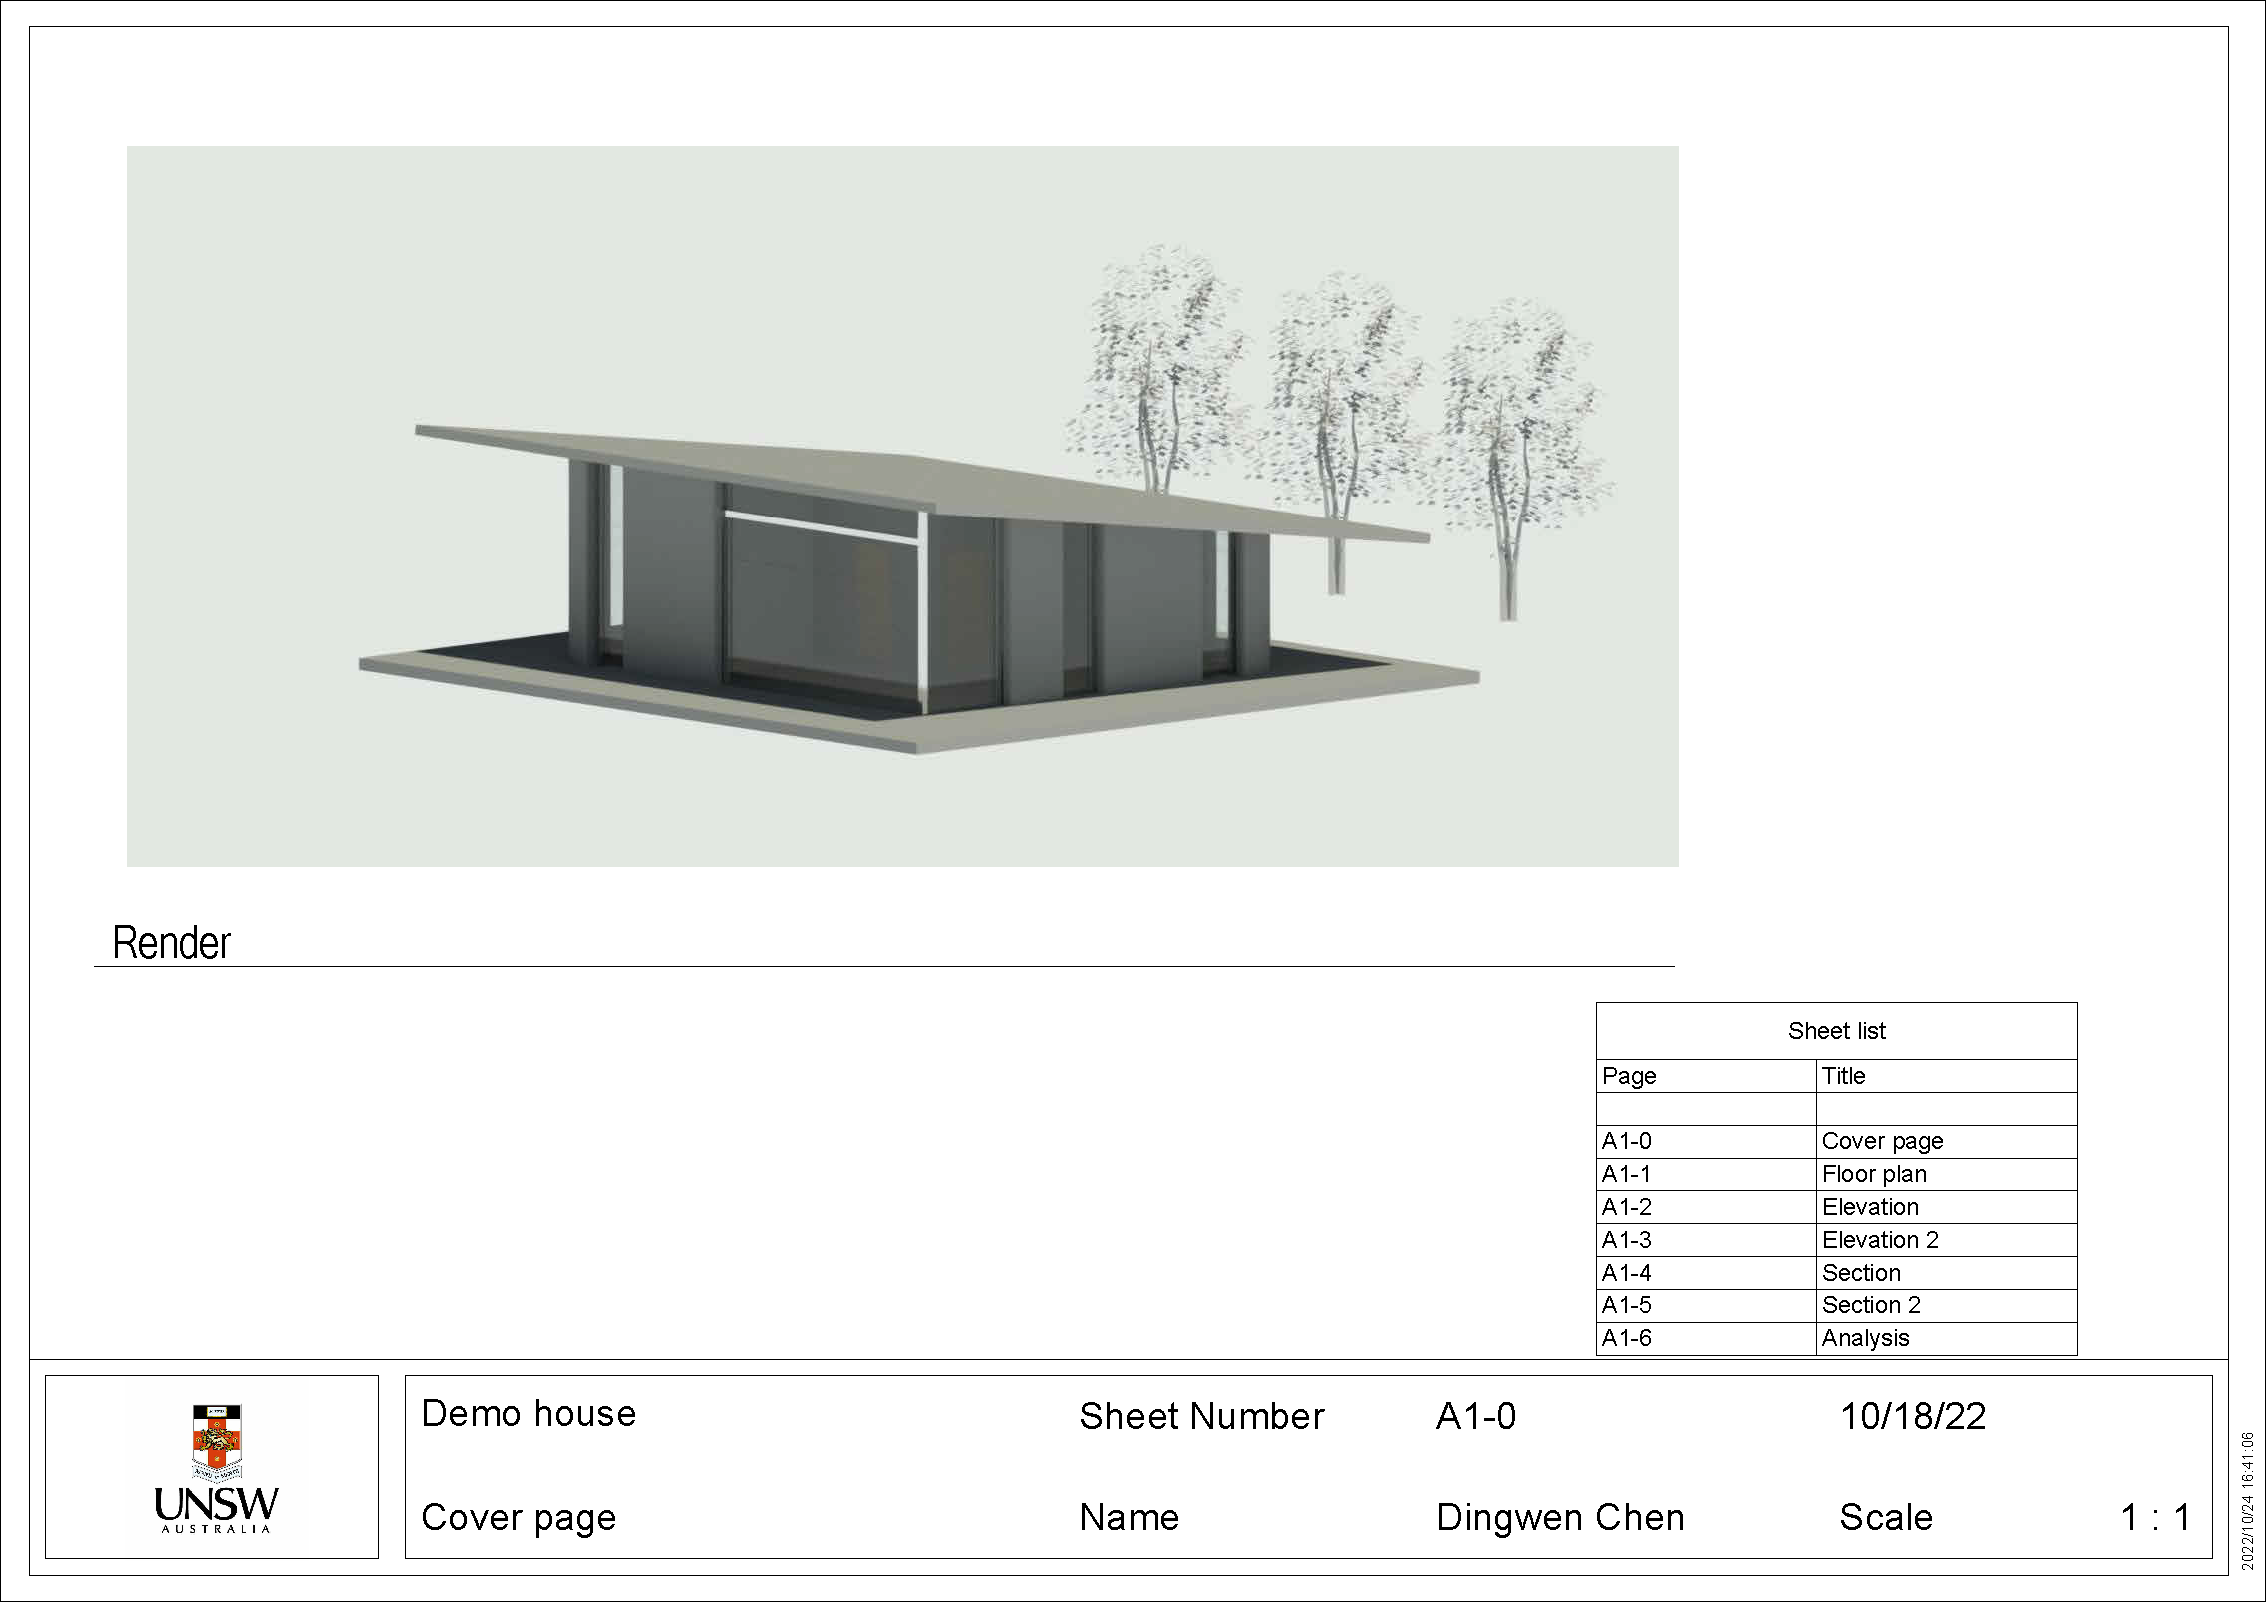 Render
Sheet list
Page Title
A1-0 Cover page
A1-1 Floor plan
A1-2 Elevation
A1-3 Elevation 2
A1-4 Section
A1-5 Section 2
A1-6 Analysis
UNSW
AUSTRALIA
Demo house Sheet Number A1-0 10/18/22
Cover page Name Dingwen Chen Scale 1 : 1
2022/10/24 16:41:06